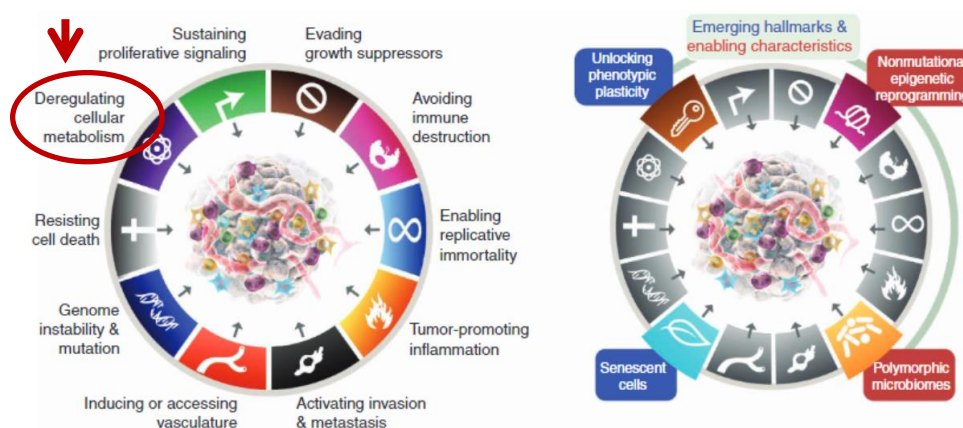 Sustaining
proliferative signaling
Evading
growth suppressors
Deregulating
cellular
metabolism
Avoiding
immune
destruction
Resisting
cell death
Enabling
replicative
immortality
Genome
instability &
mutation
Tumor-promoting
inflammation
Inducing or accessing
vasculature
Activating invasion
& metastasis
Emerging hallmarks &
enabling characteristics
Unlocking
phenotypic
plasticity
Nonmutational
epigenetic
reprogramming
Senescent
cells
Polymorphic
microbiomes